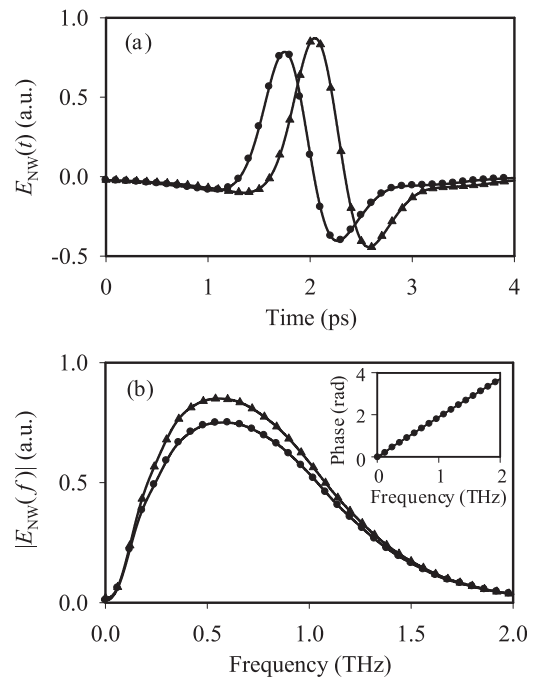 1.0
(a)
0.5
0.0
-0.5
E_NW(t) (a.u.)
0 1 2 3 4
Time (ps)
1.0
(b)
0.5
0.0
|E_NW(f)| (a.u.)
4
2
0
Phase (rad)
0 1 2
Frequency (THz)
0.0 0.5 1.0 1.5 2.0
Frequency (THz)